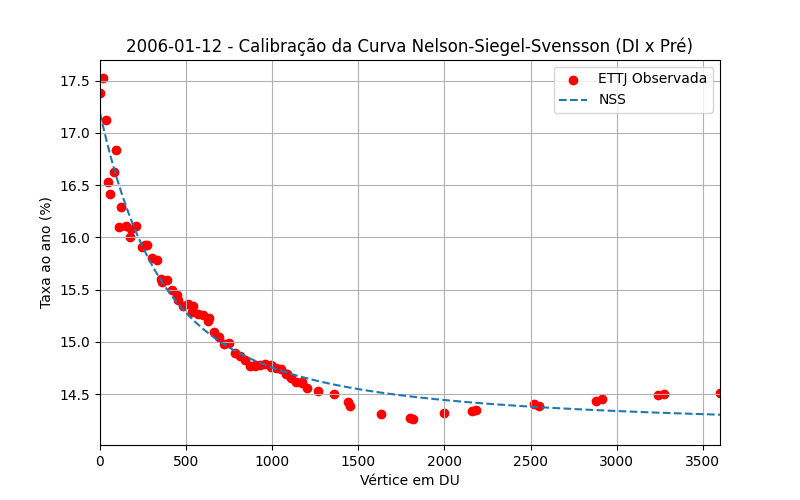 2006-01-12 - Calibração da Curva Nelson-Siegel-Svensson (DI x Pré)
ETTJ Observada
NSS
Taxa ao ano (%)
17.5
17.0
16.5
16.0
15.5
15.0
14.5
0 500 1000 1500 2000 2500 3000 3500
Vértice em DU